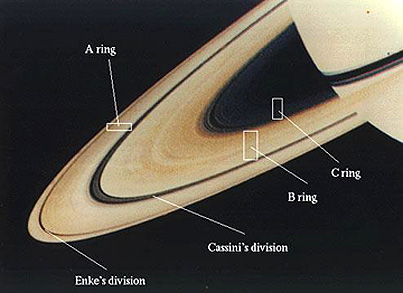 A ring
C ring
B ring
Cassini's division
Enke's division